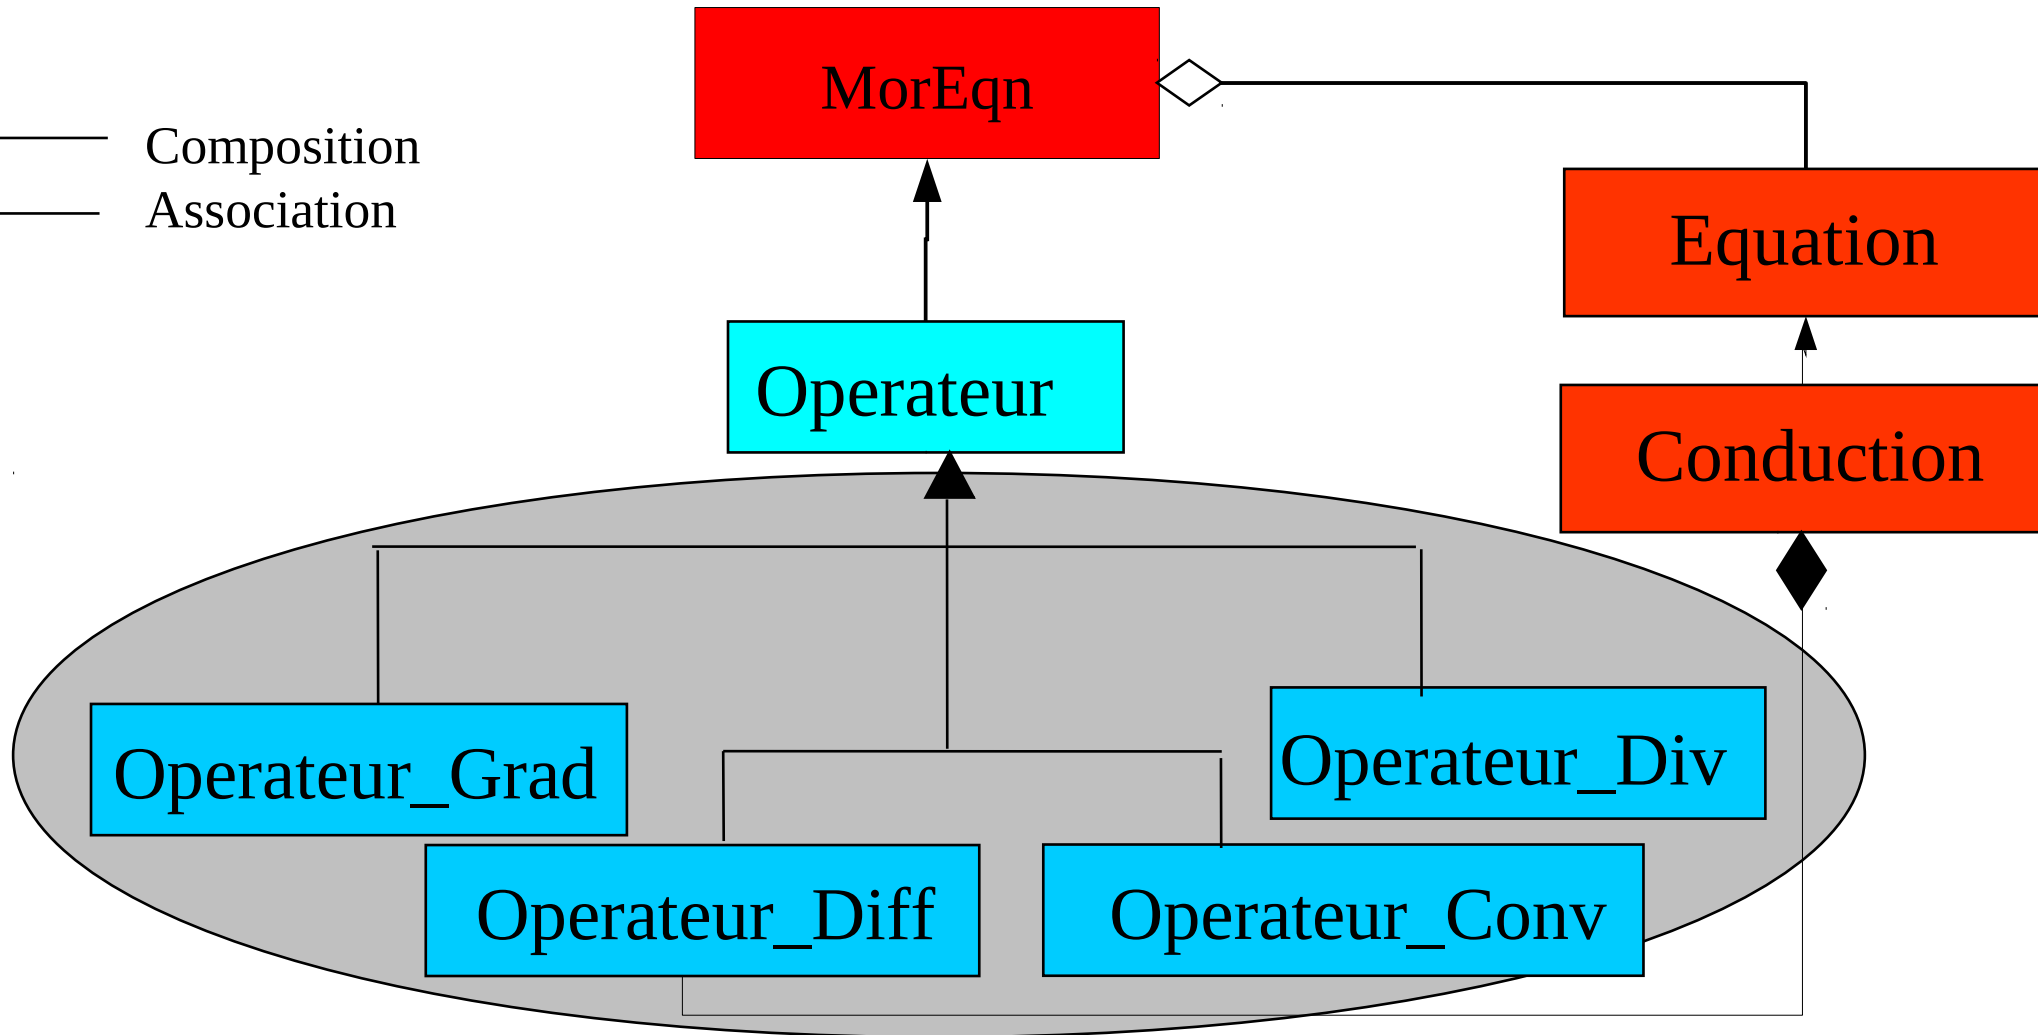 MorEqn
Composition
Association
Equation
Operateur
Conduction
Operateur_Grad
Operateur_Div
Operateur_Diff
Operateur_Conv